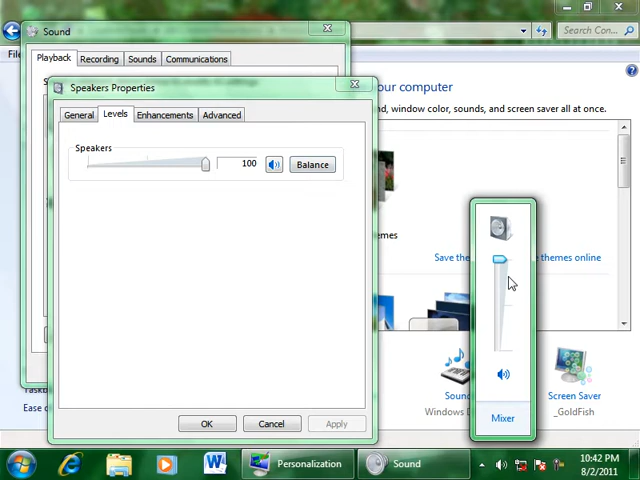 Sound
Playback
Recording
Sounds
Communications
Speakers Properties
General
Levels
Enhancements
Advanced
Speakers
100
Balance
OK
Cancel
Apply
Search Con...
your computer
, window color, sounds, and screen saver all at once.
emes
Save the
e themes online
Mixer
Sound
Windows D
Screen Saver
_GoldFish
Taskba
Ease o
Personalization
Sound
10:42 PM
8/2/2011